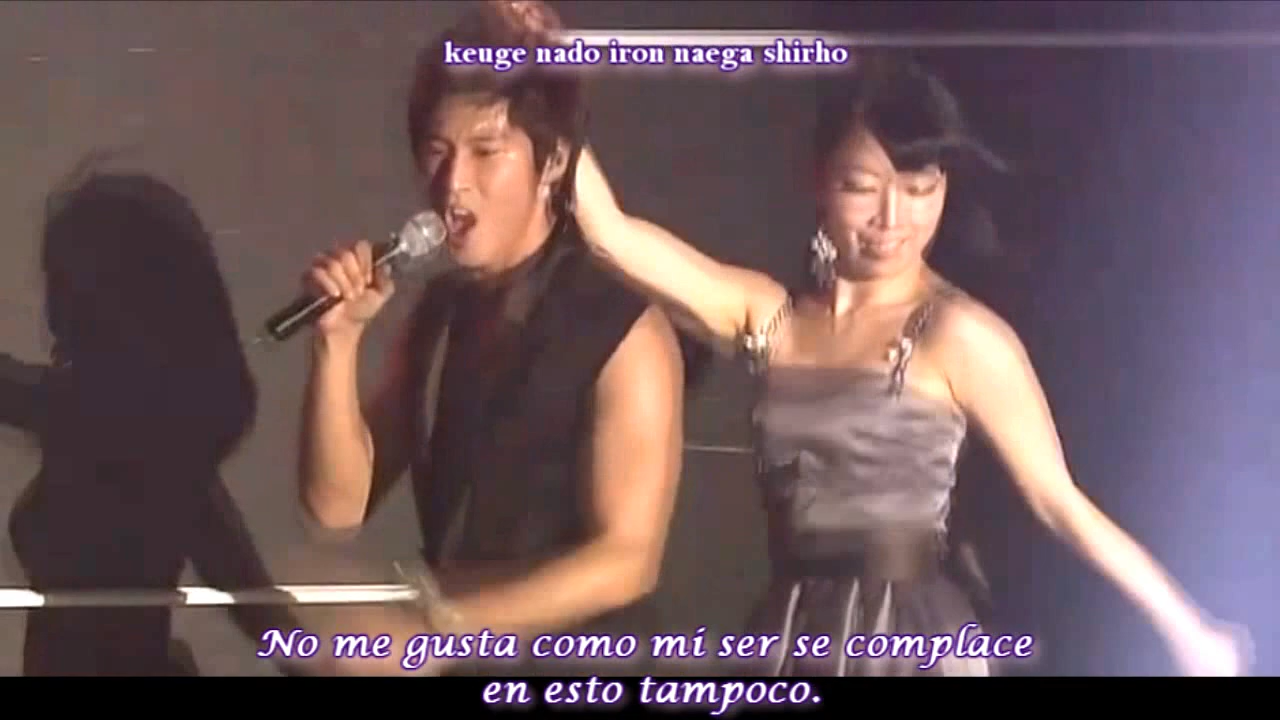 keuge nado iron naega shirho
No me gusta como mi ser se complace
en esto tampoco.